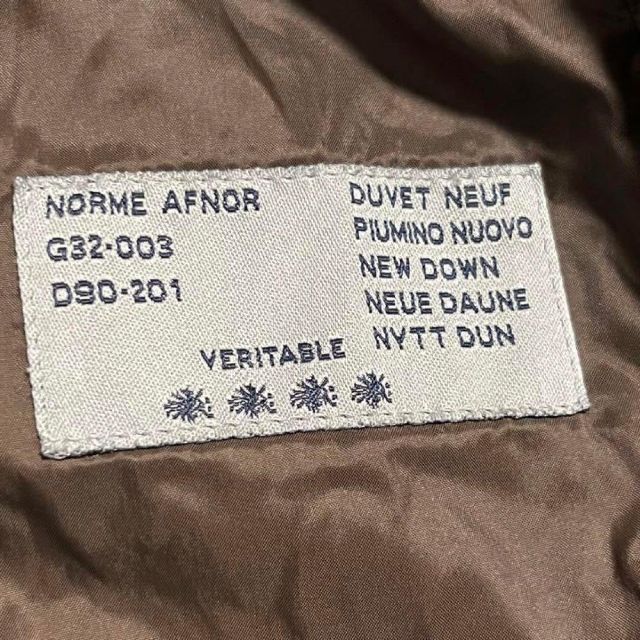 NORME AFNOR
G32-003
D90-201
DUVET NEUF
PIUMINO NUOVO
NEW DOWN
NEUE DAUNE
NYTT DUN
VERITABLE